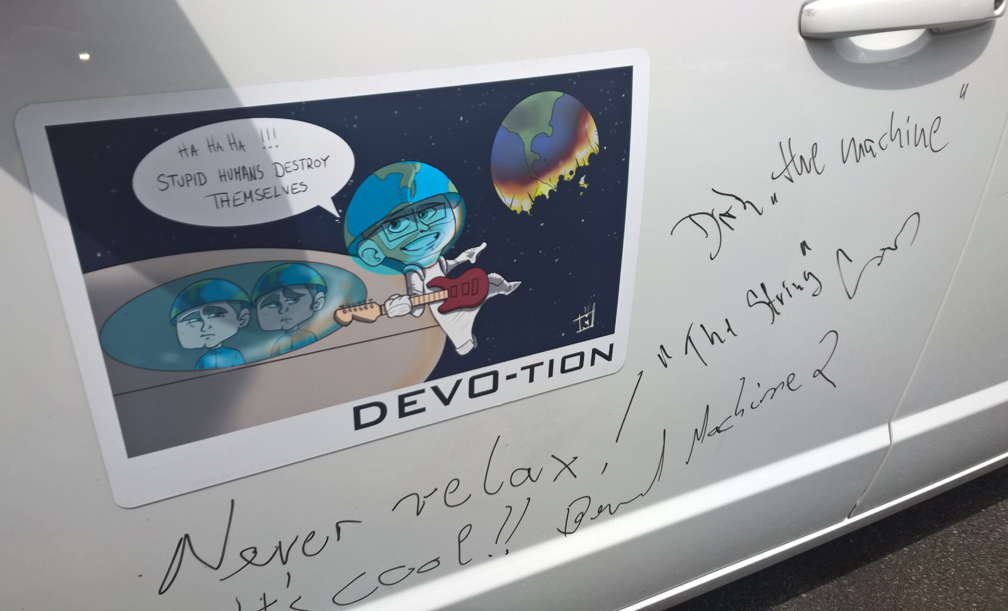 HA HA HA !!!
STUPID HUMANS DESTROY
THEMSELVES
DEVO-TION
"the machine"
"The String"
Never relax!
It's cool!! Bernd Machine 2